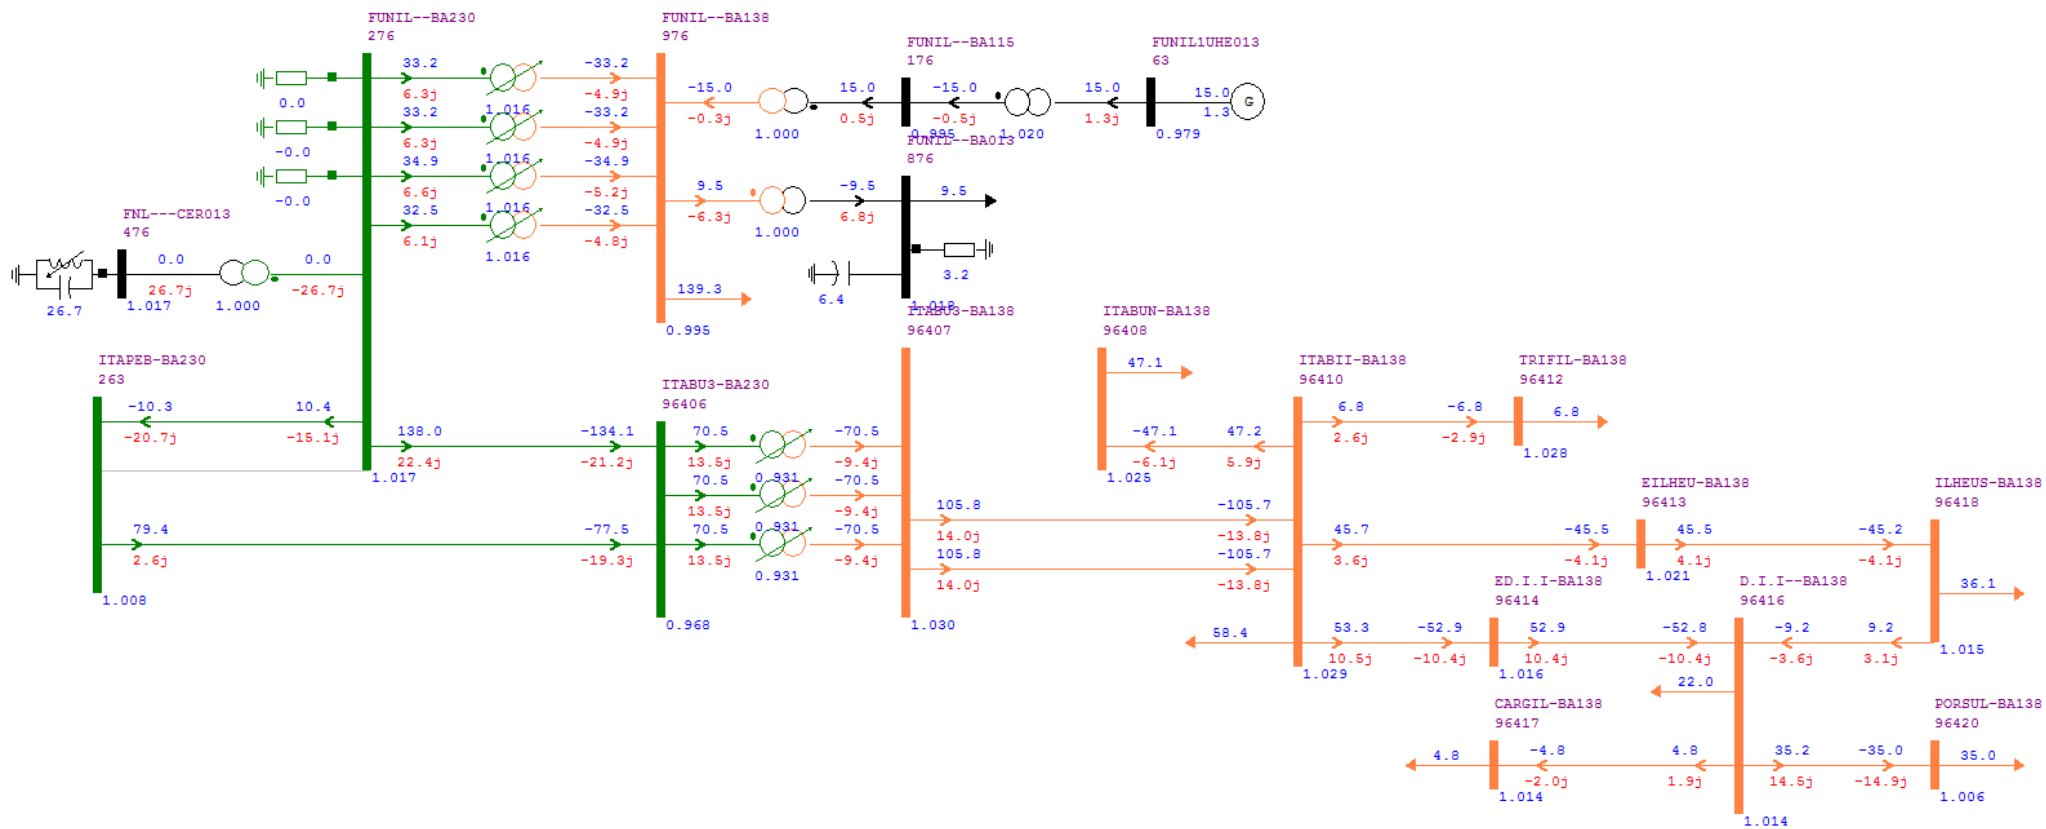 FUNIL--BA230
276
FUNIL--BA138
976
FUNIL--BA115
176
FUNIL1UHE013
63
33.2
6.3j
1.016
-33.2
-4.9j
0.0
33.2
6.3j
1.016
-33.2
-4.9j
-0.0
34.9
6.6j
1.016
-34.9
-5.2j
-0.0
32.5
6.1j
1.016
-32.5
-4.8j
-15.0
-0.3j
1.000
15.0
0.5j
0.995
-15.0
-0.5j
1.020
15.0
1.3j
0.979
15.0
1.3
G
FUNIL--BA013
876
9.5
-6.3j
1.000
-9.5
6.8j
9.5
3.2
6.4
1.018
139.3
0.995
FNL---CER013
476
26.7
0.0
26.7j
1.017
1.000
0.0
-26.7j
ITAPEB-BA230
263
-10.3
-20.7j
10.4
-15.1j
79.4
2.6j
1.008
138.0
22.4j
1.017
ITABU3-BA230
96406
-134.1
-21.2j
-77.5
-19.3j
0.968
70.5
13.5j
0.931
-70.5
-9.4j
70.5
13.5j
0.931
-70.5
-9.4j
70.5
13.5j
0.931
-70.5
-9.4j
ITABU3-BA138
96407
105.8
14.0j
105.8
14.0j
1.030
-105.7
-13.8j
-105.7
-13.8j
ITABUN-BA138
96408
47.1
-47.1
-6.1j
1.025
47.2
5.9j
ITABII-BA138
96410
6.8
2.6j
-6.8
-2.9j
TRIFIL-BA138
96412
6.8
1.028
45.7
3.6j
-45.5
-4.1j
EILHEU-BA138
96413
45.5
4.1j
1.021
-45.2
-4.1j
ILHEUS-BA138
96418
36.1
1.015
58.4
53.3
10.5j
1.029
-52.9
-10.4j
ED.I.I-BA138
96414
52.9
10.4j
1.016
-52.8
-10.4j
D.I.I--BA138
96416
-9.2
-3.6j
9.2
3.1j
22.0
CARGIL-BA138
96417
4.8
-4.8
-2.0j
1.014
4.8
1.9j
35.2
14.5j
1.014
-35.0
-14.9j
PORSUL-BA138
96420
35.0
1.006